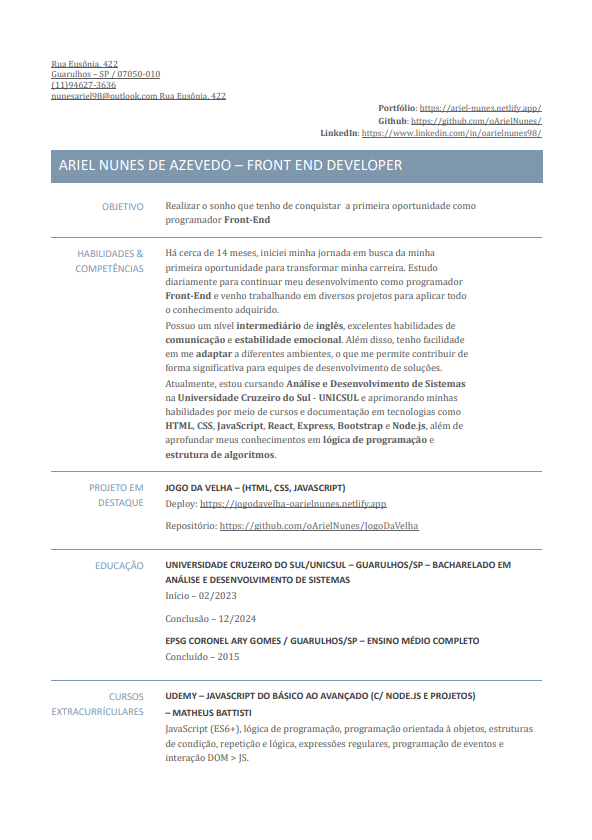 Rua Eusônia, 422
Guarulhos – SP / 07050-010
(11)94627-3636
nunesariel98@outlook.com Rua Eusônia, 422
Portfólio: https://ariel-nunes.netlify.app/
Github: https://github.com/oArielNunes/
LinkedIn: https://www.linkedin.com/in/oarielnunes98/
ARIEL NUNES DE AZEVEDO – FRONT END DEVELOPER
OBJETIVO
Realizar o sonho que tenho de conquistar a primeira oportunidade como
programador Front-End
HABILIDADES &
COMPETÊNCIAS
Há cerca de 14 meses, iniciei minha jornada em busca da minha
primeira oportunidade para transformar minha carreira. Estudo
diariamente para continuar meu desenvolvimento como programador
Front-End e venho trabalhando em diversos projetos para aplicar todo
o conhecimento adquirido.
Possuo um nível intermediário de inglês, excelentes habilidades de
comunicação e estabilidade emocional. Além disso, tenho facilidade
em me adaptar a diferentes ambientes, o que me permite contribuir de
forma significativa para equipes de desenvolvimento de soluções.
Atualmente, estou cursando Análise e Desenvolvimento de Sistemas
na Universidade Cruzeiro do Sul - UNICSUL e aprimorando minhas
habilidades por meio de cursos e documentação em tecnologias como
HTML, CSS, JavaScript, React, Express, Bootstrap e Node.js, além de
aprofundar meus conhecimentos em lógica de programação e
estrutura de algoritmos.
PROJETO EM
DESTAQUE
JOGO DA VELHA – (HTML, CSS, JAVASCRIPT)
Deploy: https://jogodavelha-oarielnunes.netlify.app
Repositório: https://github.com/oArielNunes/JogoDaVelha
EDUCAÇÃO
UNIVERSIDADE CRUZEIRO DO SUL/UNICSUL – GUARULHOS/SP – BACHARELADO EM
ANÁLISE E DESENVOLVIMENTO DE SISTEMAS
Início – 02/2023
Conclusão – 12/2024
EPSG CORONEL ARY GOMES / GUARULHOS/SP – ENSINO MÉDIO COMPLETO
Concluído – 2015
CURSOS
EXTRACURRÍCULARES
UDEMY – JAVASCRIPT DO BÁSICO AO AVANÇADO (C/ NODE.JS E PROJETOS)
– MATHEUS BATTISTI
JavaScript (ES6+), lógica de programação, programação orientada à objetos, estruturas
de condição, repetição e lógica, expressões regulares, programação de eventos e
interação DOM > JS.